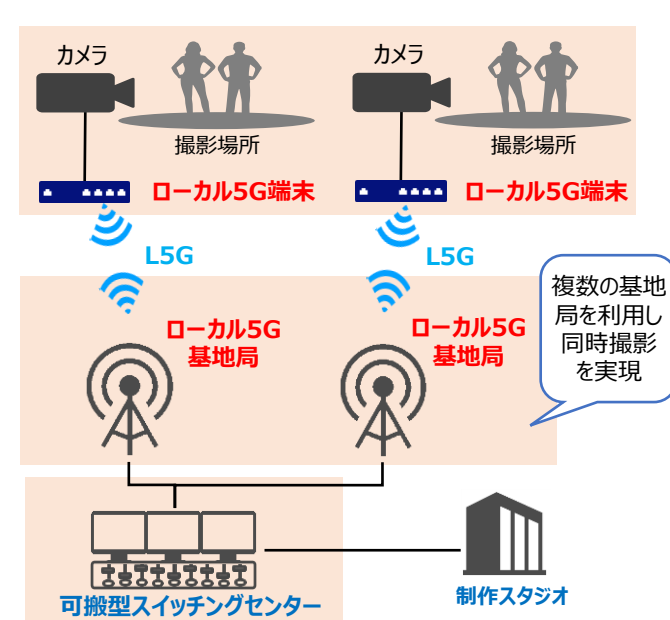 カメラ
カメラ
撮影場所
撮影場所
ローカル5G端末
ローカル5G端末
L5G
L5G
ローカル5G
基地局
ローカル5G
基地局
複数の基地
局を利用し
同時撮影
を実現
可搬型スイッチングセンター
制作スタジオ